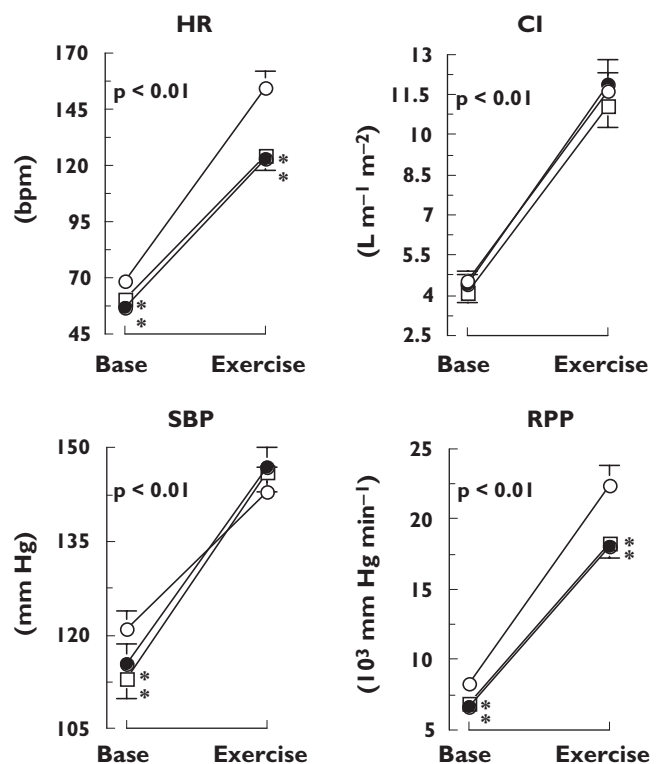 HR
170
145
120
95
70
45
(bpm)
p < 0.01
*
*
*
*
Base Exercise
CI
13
11.5
10
8.5
7
5.5
4
2.5
(L m⁻¹ m⁻²)
p < 0.01
Base Exercise
SBP
150
135
120
105
(mm Hg)
p < 0.01
*
*
Base Exercise
RPP
25
20
15
10
5
(10³ mm Hg min⁻¹)
p < 0.01
*
*
*
*
Base Exercise